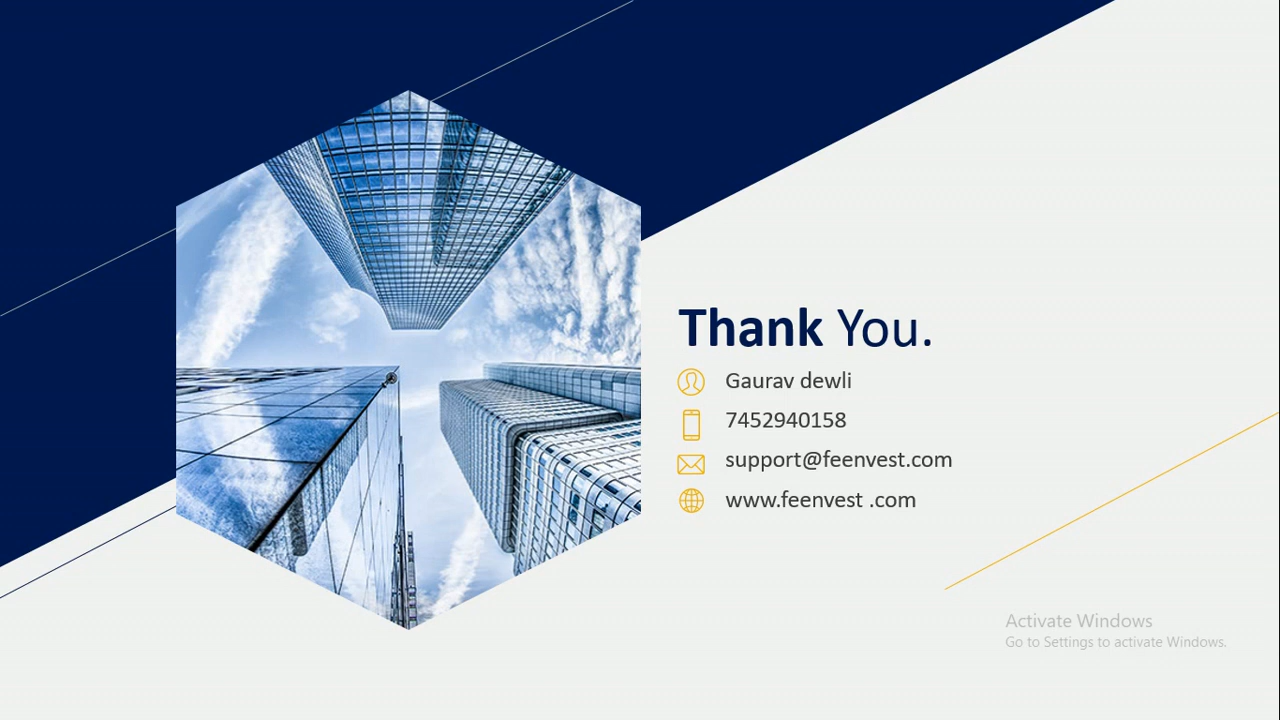 Thank You.
Gaurav dewli
7452940158
support@feenvest.com
www.feenvest .com
Activate Windows
Go to Settings to activate Windows.